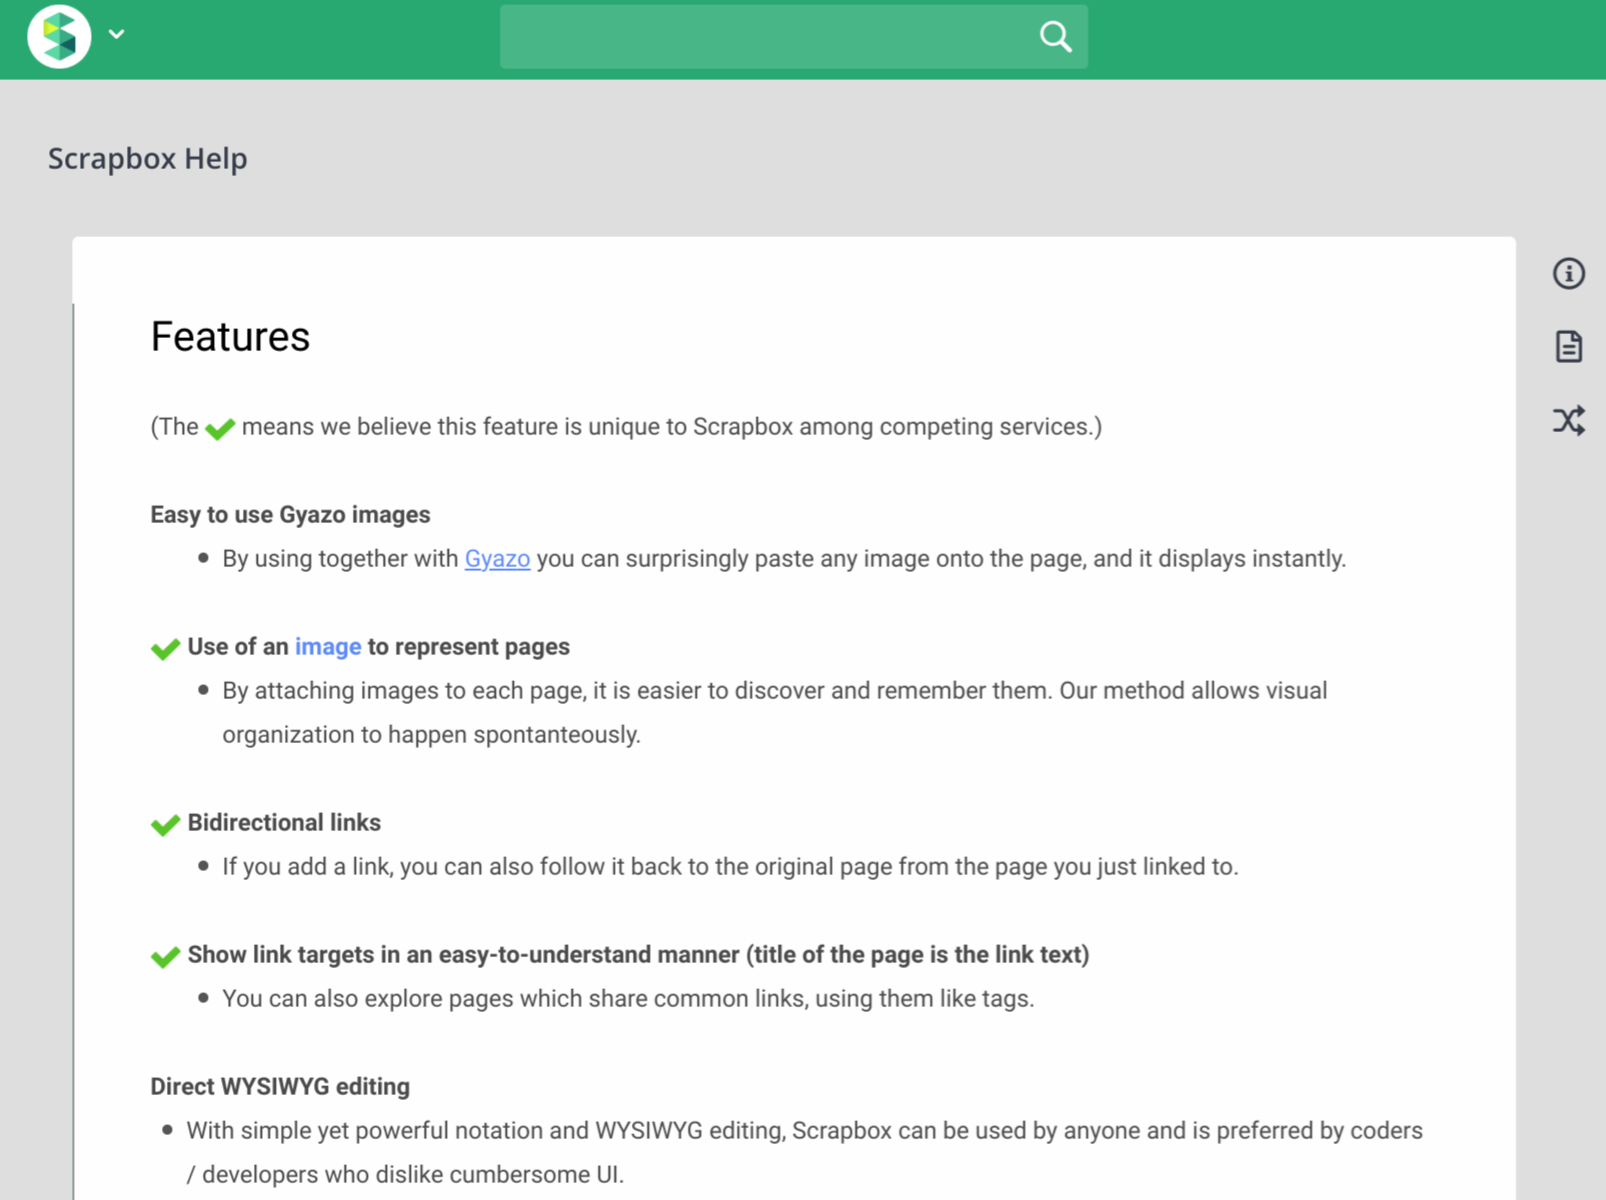 Scrapbox Help
Features
(The means we believe this feature is unique to Scrapbox among competing services.)
Easy to use Gyazo images
By using together with Gyazo you can surprisingly paste any image onto the page, and it displays instantly.
Use of an image to represent pages
By attaching images to each page, it is easier to discover and remember them. Our method allows visual
organization to happen spontanteously.
Bidirectional links
If you add a link, you can also follow it back to the original page from the page you just linked to.
Show link targets in an easy-to-understand manner (title of the page is the link text)
You can also explore pages which share common links, using them like tags.
Direct WYSIWYG editing
With simple yet powerful notation and WYSIWYG editing, Scrapbox can be used by anyone and is preferred by coders
/ developers who dislike cumbersome UI.